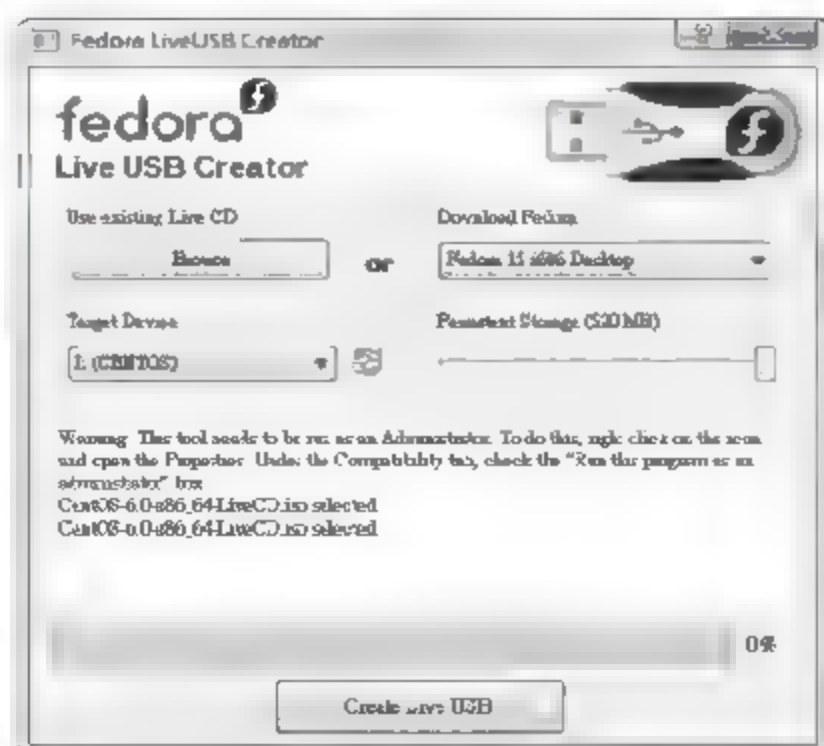 Fedora LiveUSB Creator
fedora
Live USB Creator
Use existing Live CD
Download Fedora
Browse
or
Fedora 15 i686 Desktop
Target Device
Persistent Storage (520 MB)
(CENTOS)
Warning: This tool needs to be run as an Administrator. To do this, right click on the icon
and open the Properties. Under the Compatibility tab, check the "Run this program as an
administrator" box.
CentOS-6.0-x86_64-LiveCD.iso selected
CentOS-6.0-x86_64-LiveCD.iso selected
0%
Create Live USB